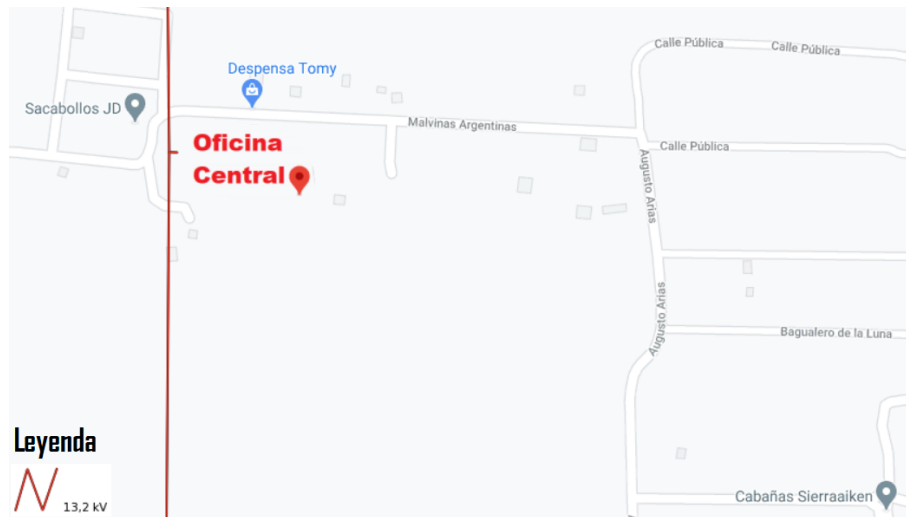 Calle Pública
Calle Pública
Despensa Tomy
Sacabollos JD
Malvinas Argentinas
Oficina
Central
Calle Pública
Augusto Arias
Augusto Arias
Bagualero de la Luna
Leyenda
13,2 kV
Cabañas Sierraaiken